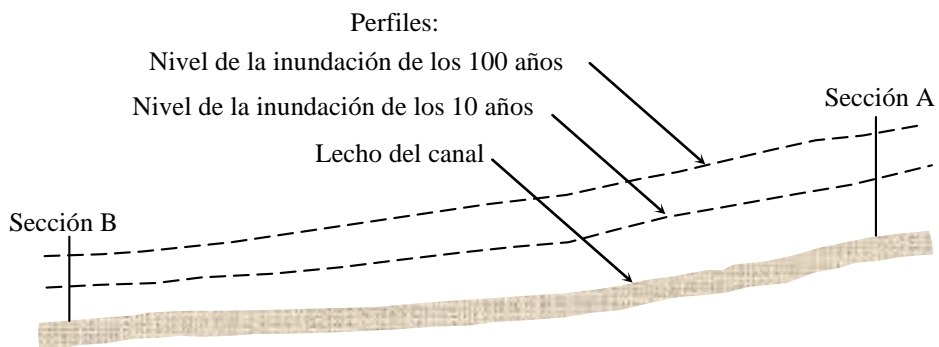 Perfiles:
Nivel de la inundación de los 100 años
Nivel de la inundación de los 10 años
Sección A
Lecho del canal
Sección B